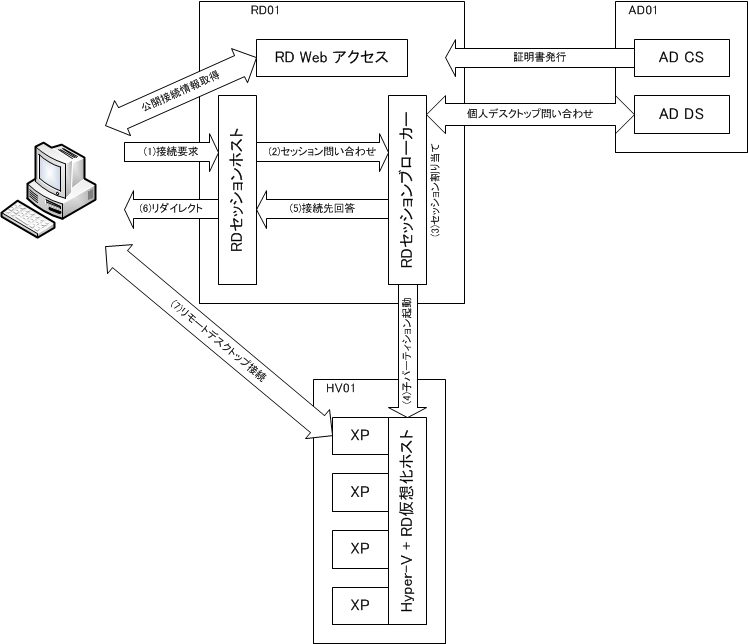 RD01
AD01
RD Web アクセス
証明書発行
AD CS
公開接続情報取得
個人デスクトップ問い合わせ
AD DS
(1)接続要求
RDセッションホスト
(2)セッション問い合わせ
RDセッションブローカー
(3)セッション割り当て
(6)リダイレクト
(5)接続先回答
(4)子パーティション起動
(7)リモートデスクトップ接続
HV01
XP
XP
XP
XP
Hyper-V + RD仮想化ホスト